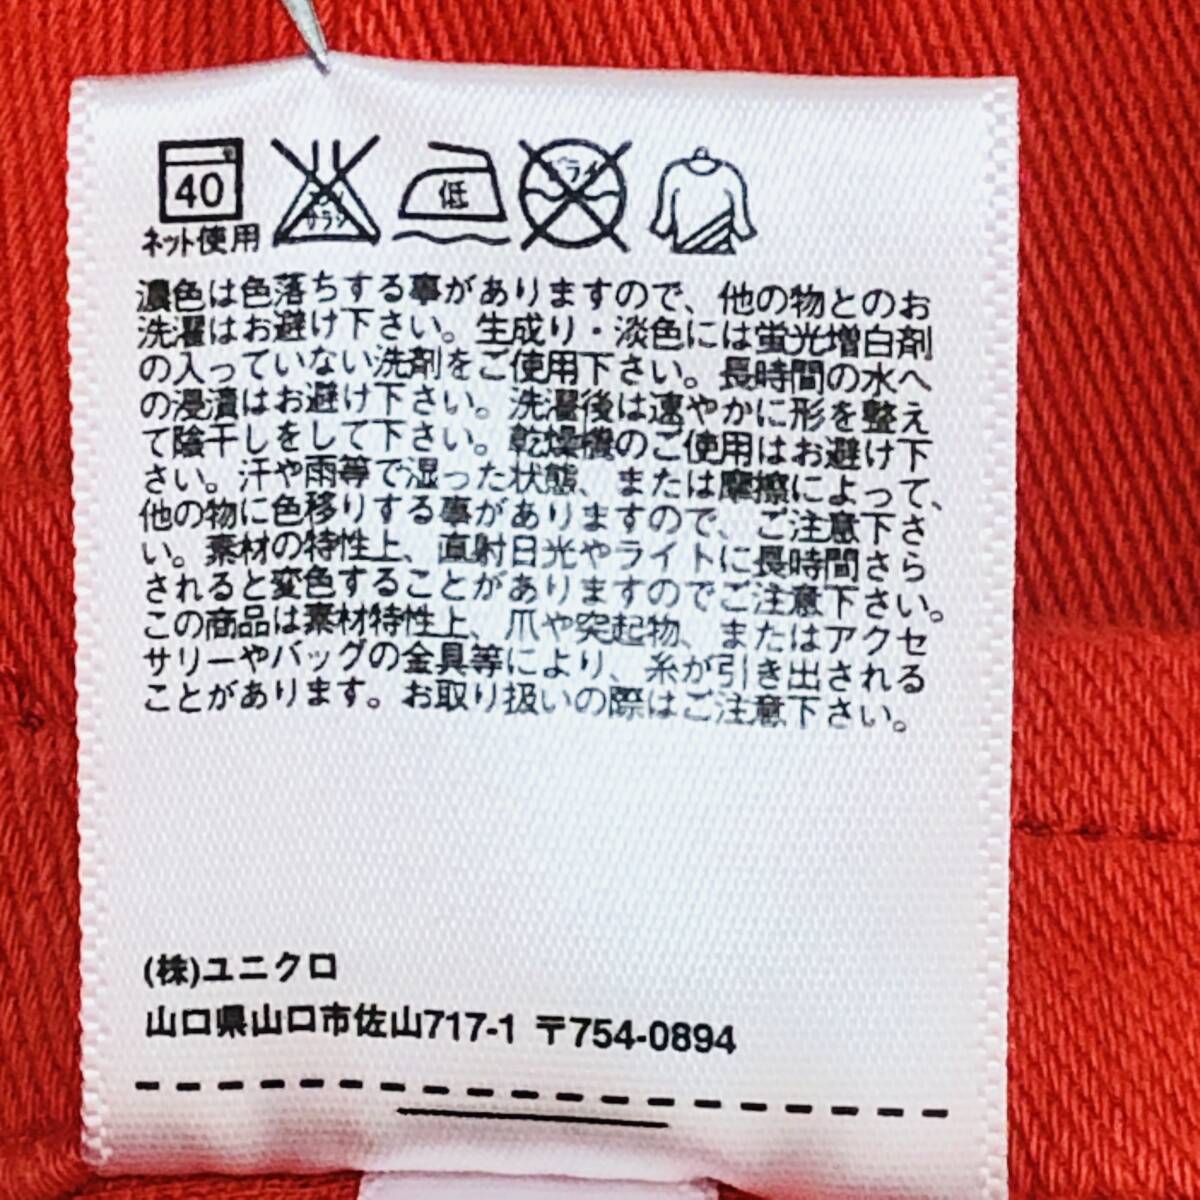 40
低
ドライ
ネット使用
濃色は色落ちする事がありますので、他の物とのお
洗濯はお避け下さい。生成り・淡色には蛍光増白剤
の入っていない洗剤をご使用下さい。長時間の水へ
の浸漬はお避け下さい。洗濯後は速やかに形を整え
て陰干しをして下さい。乾燥機のご使用はお避け下
さい。汗や雨等で湿った状態、または摩擦によって、
他の物に色移りする事がありますので、ご注意下さ
い。素材の特性上、直射日光やライトに長時間さら
されると変色することがありますのでご注意下さい。
この商品は素材特性上、爪や突起物、またはアクセ
サリーやバッグの金具等により、糸が引き出される
ことがあります。お取り扱いの際はご注意下さい。
(株)ユニクロ
山口県山口市佐山717-1 〒754-0894